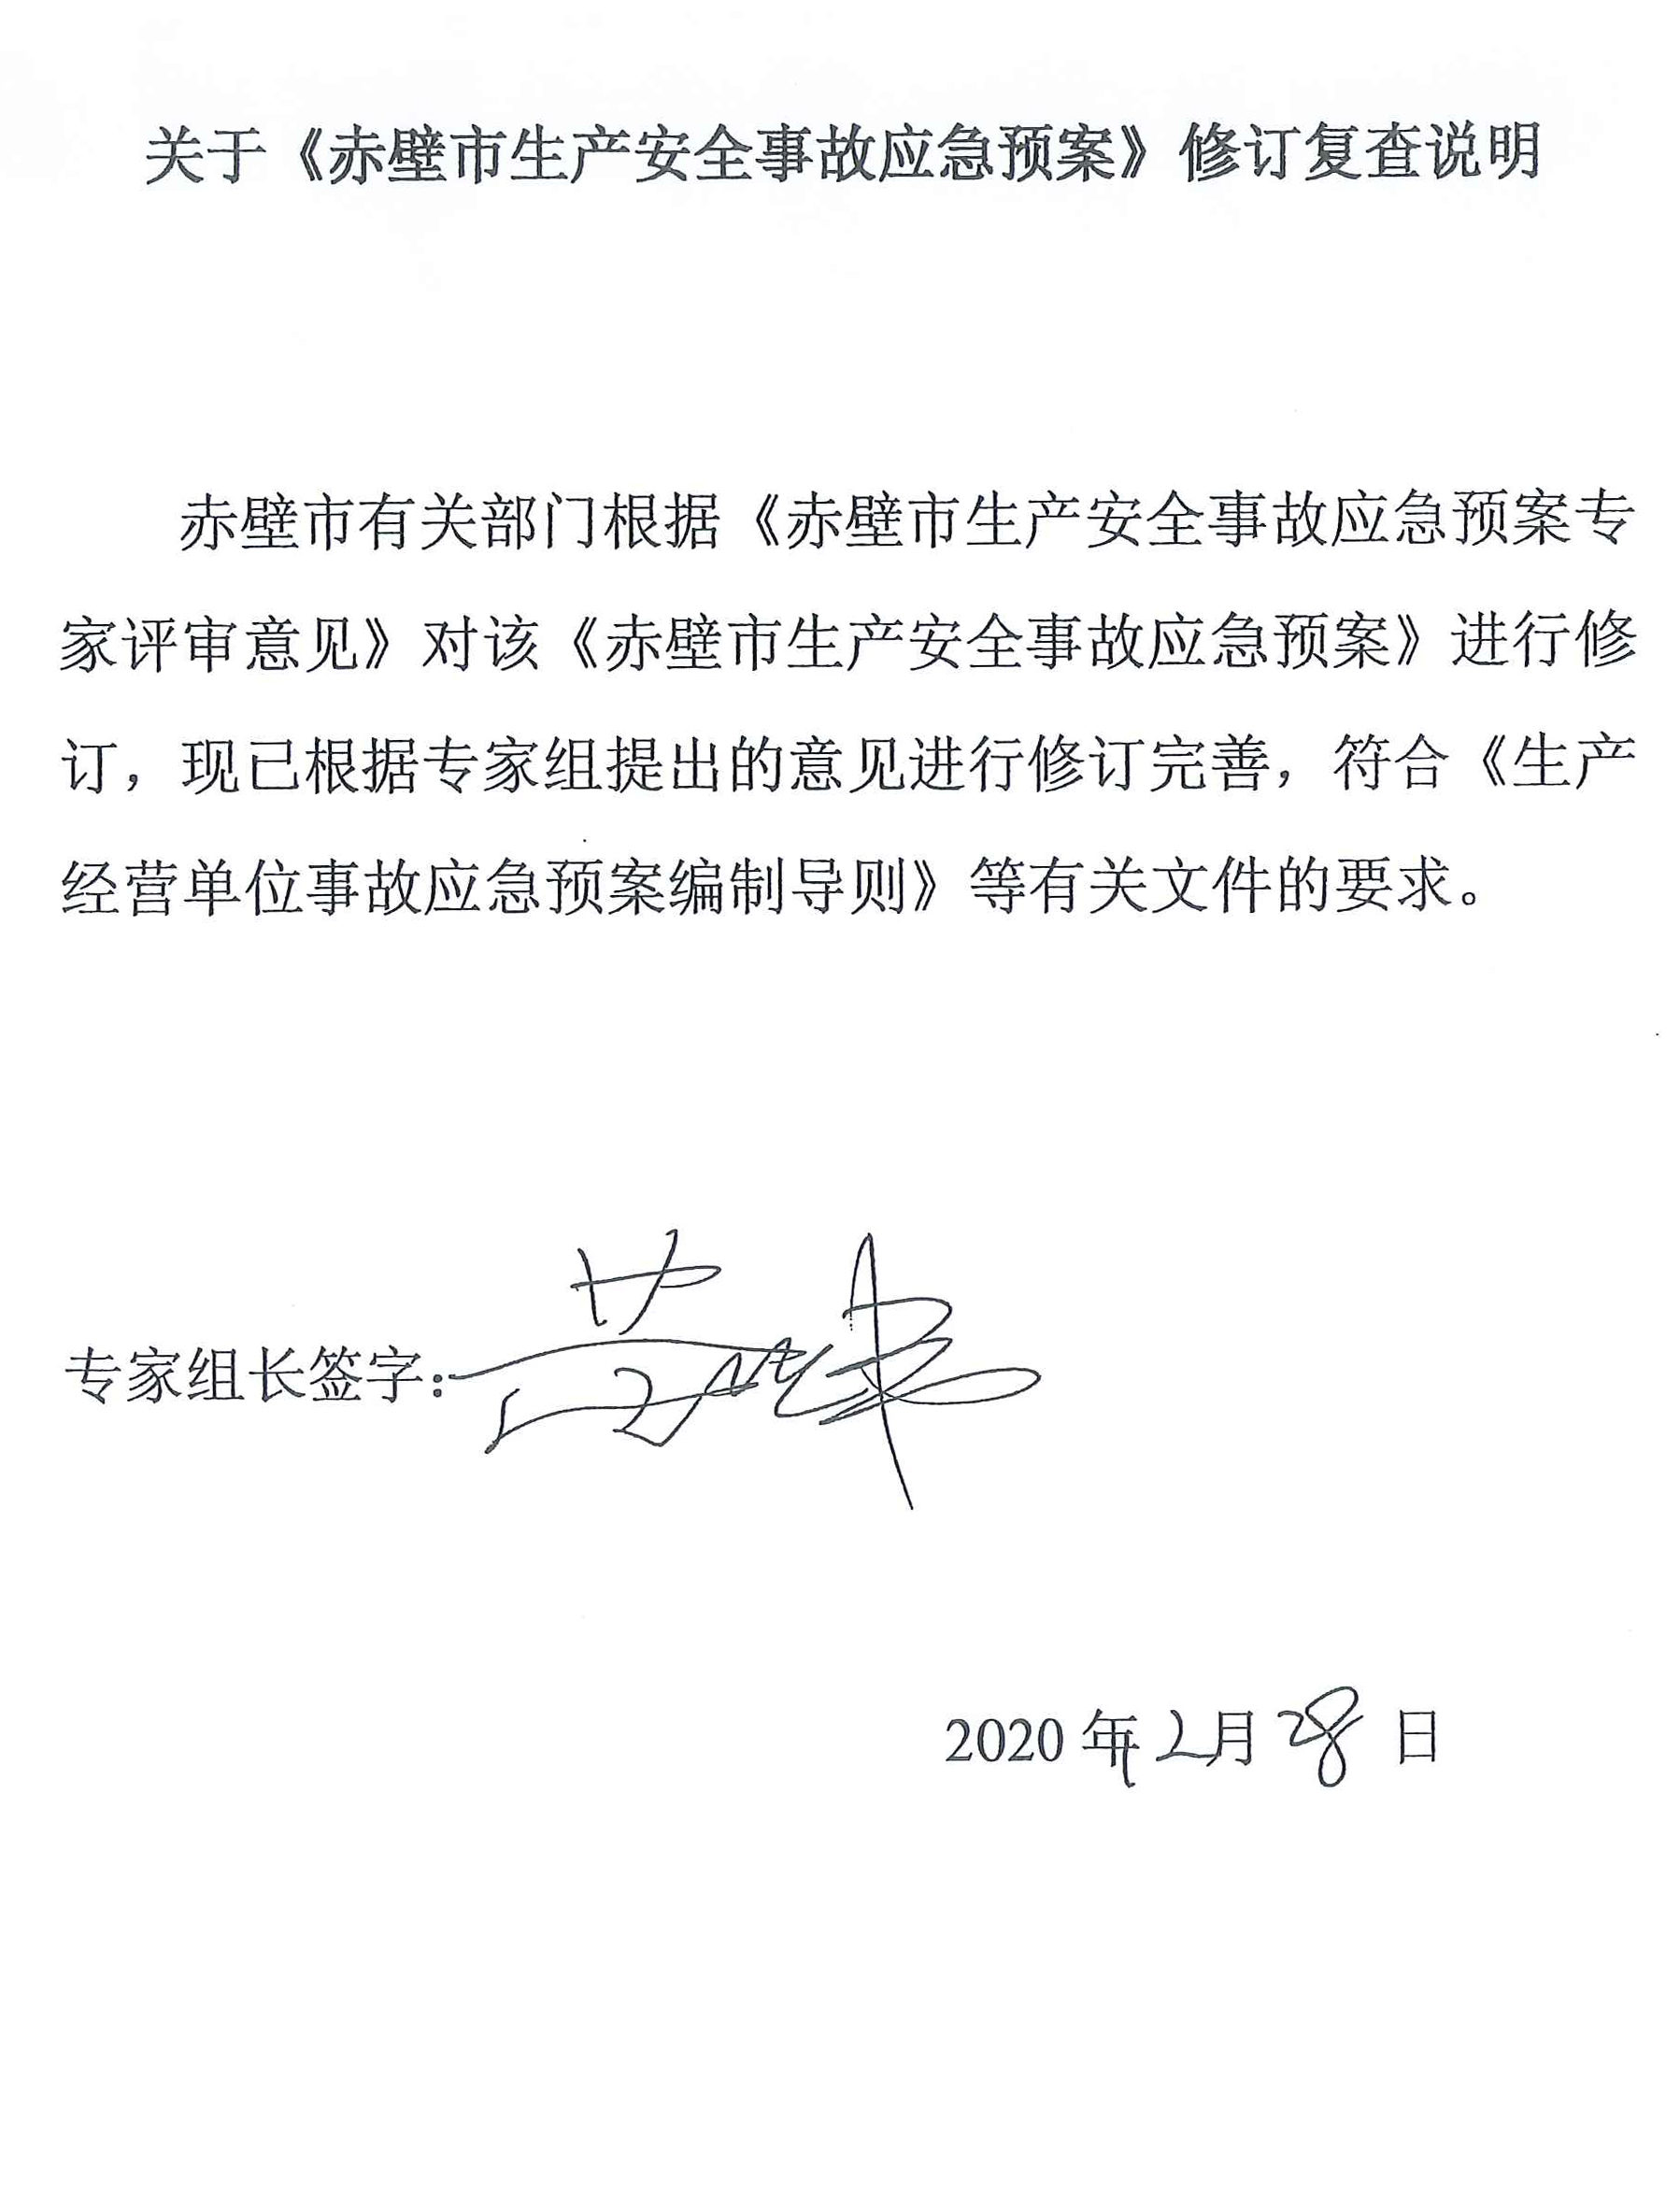 关于《赤壁市生产安全事故应急预案》修订复查说明
赤壁市有关部门根据《赤壁市生产安全事故应急预案专
家评审意见》对该《赤壁市生产安全事故应急预案》进行修
订，现已根据专家组提出的意见进行修订完善，符合《生产
经营单位事故应急预案编制导则》等有关文件的要求。
专家组长签字：
2020 年 2 月 28 日